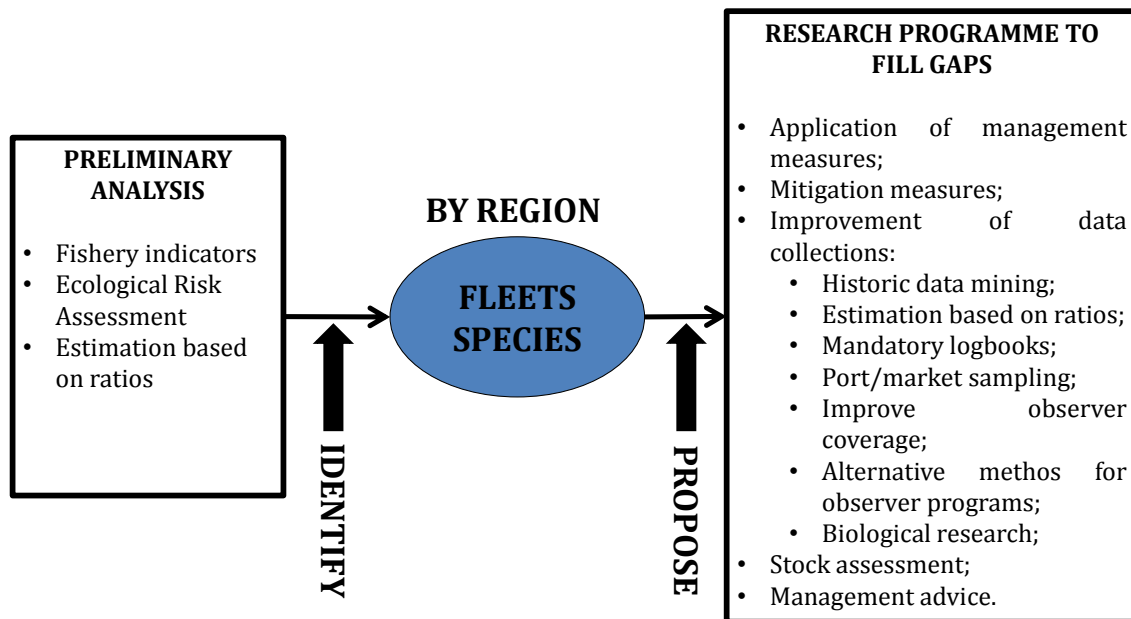 PRELIMINARY
ANALYSIS
• Fishery indicators
• Ecological Risk
Assessment
• Estimation based
on ratios
IDENTIFY
BY REGION
FLEETS
SPECIES
PROPOSE
RESEARCH PROGRAMME TO
FILL GAPS
• Application of management
measures;
• Mitigation measures;
• Improvement of data
collections:
• Historic data mining;
• Estimation based on ratios;
• Mandatory logbooks;
• Port/market sampling;
• Improve observer
coverage;
• Alternative methos for
observer programs;
• Biological research;
• Stock assessment;
• Management advice.